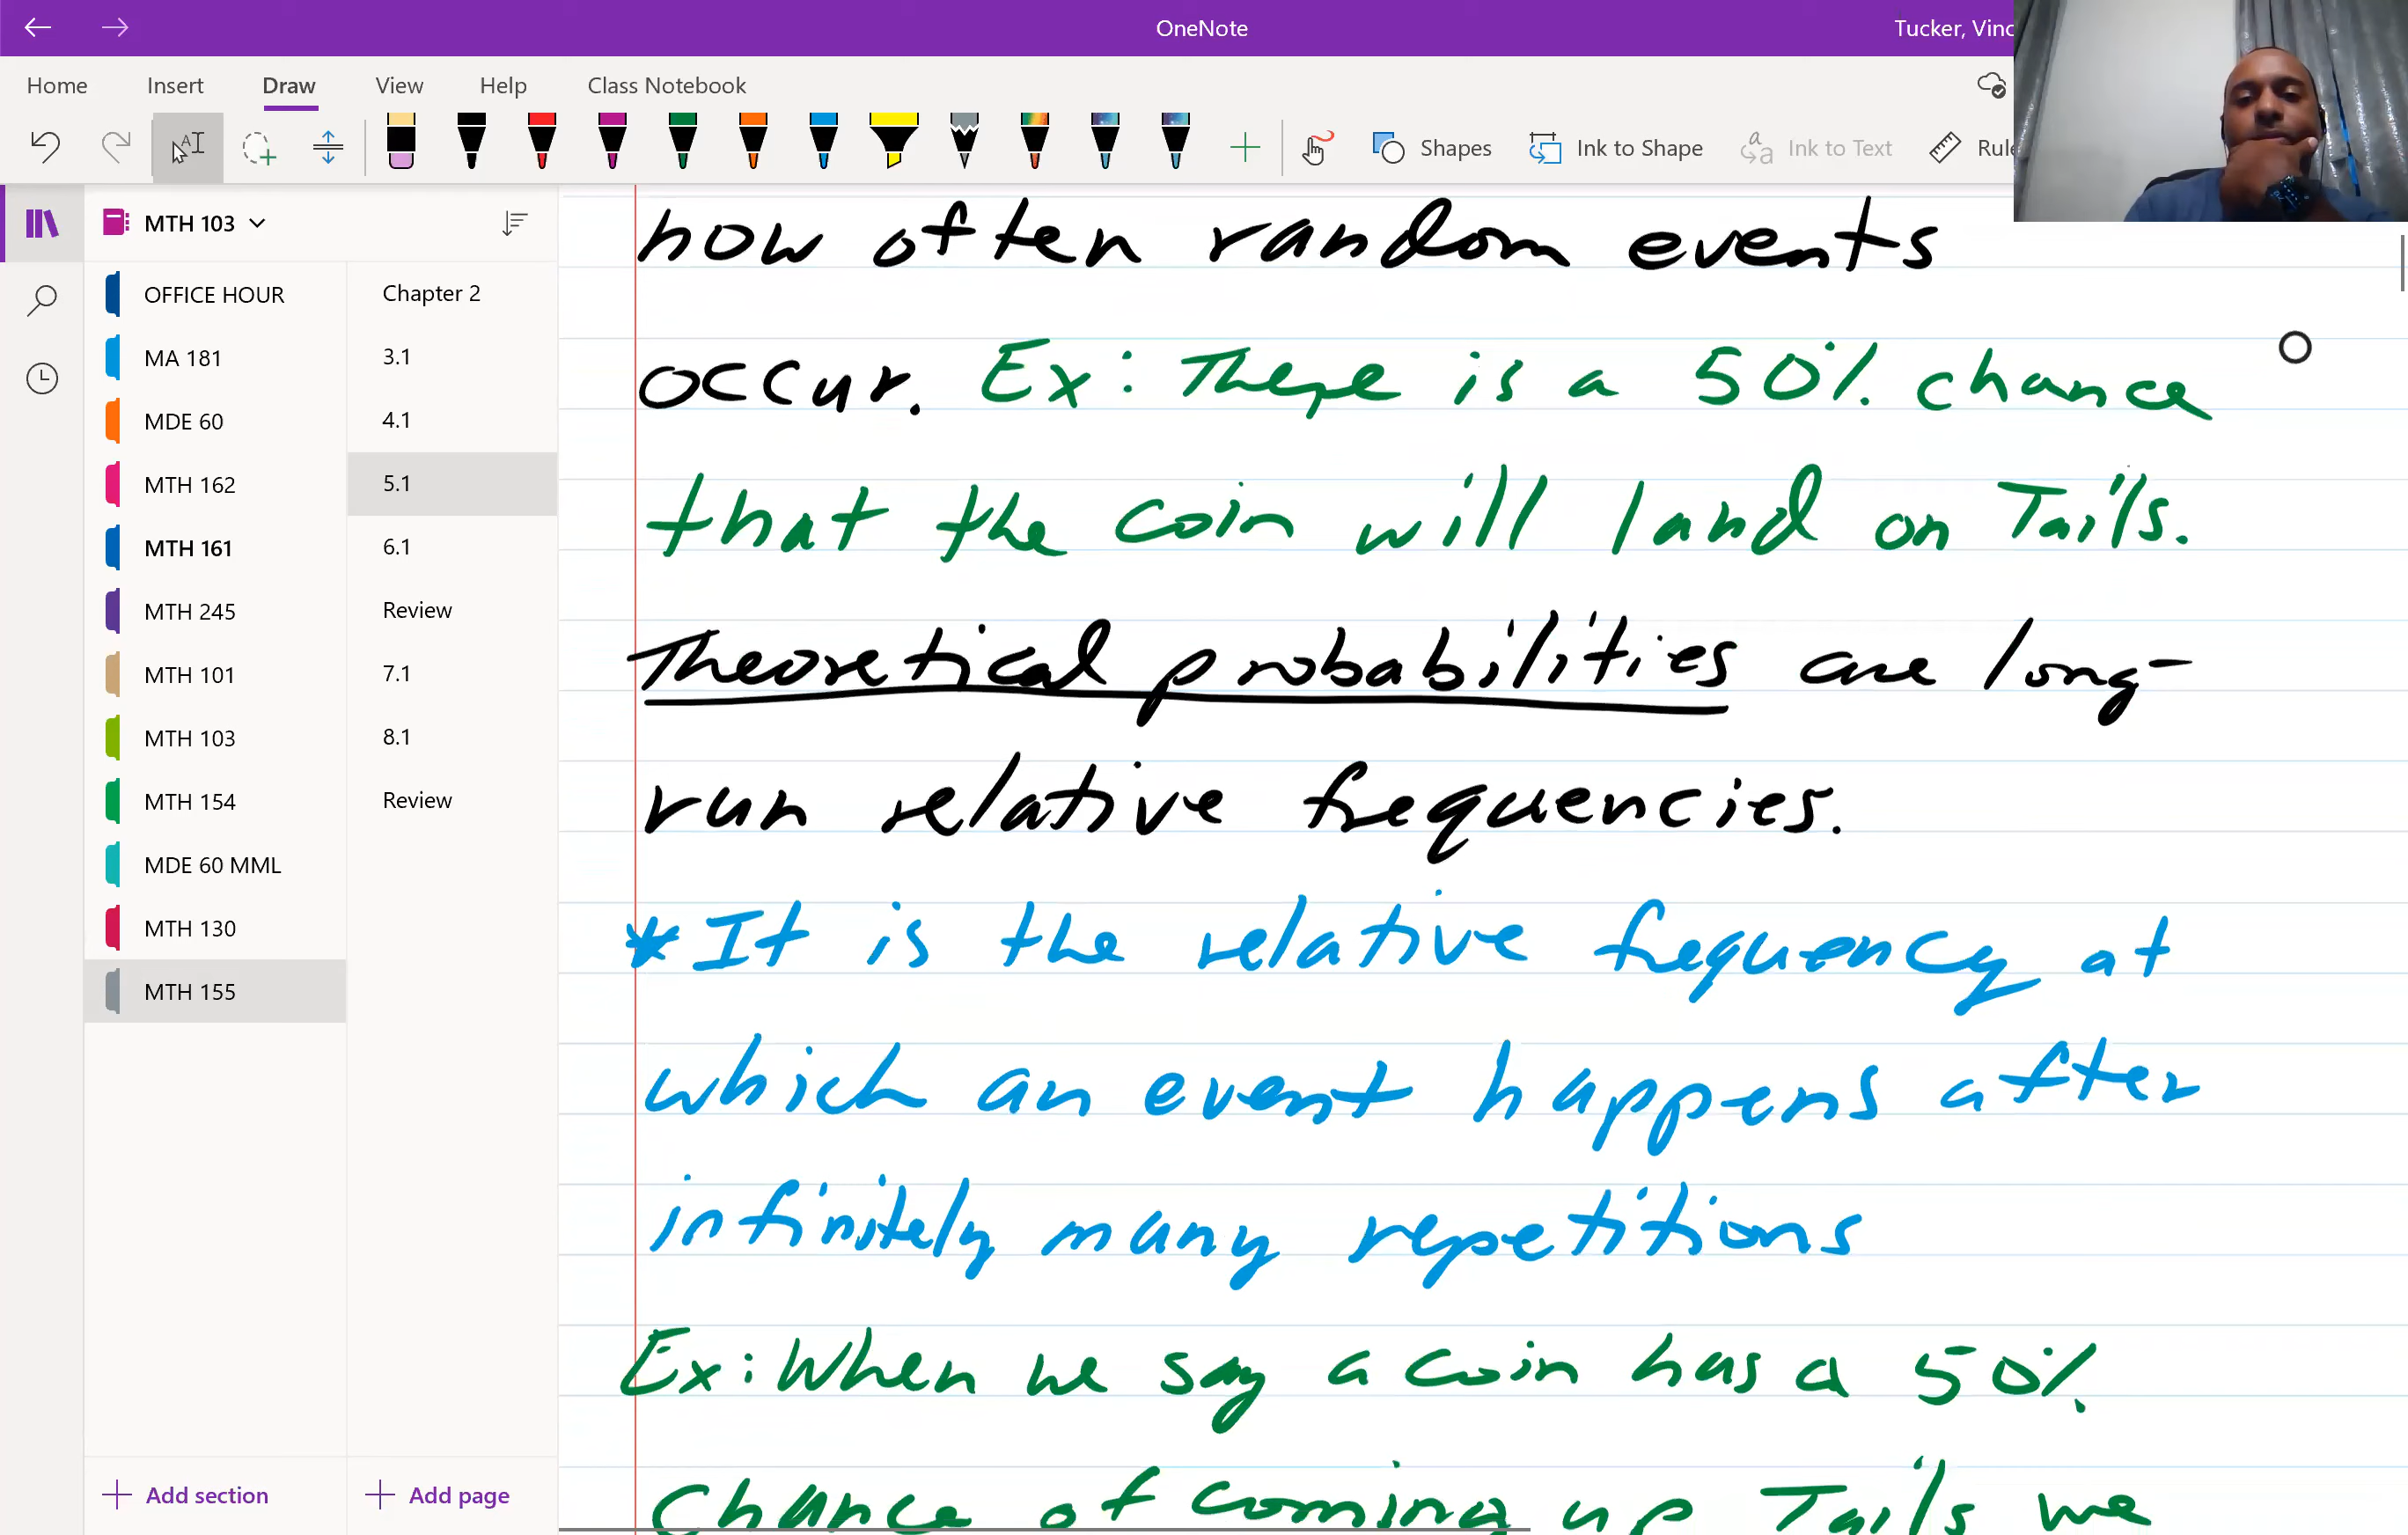 OneNote
Tucker, Vinc
Home Insert Draw View Help Class Notebook
Shapes Ink to Shape Ink to Text Rule
MTH 103
OFFICE HOUR
MA 181
MDE 60
MTH 162
MTH 161
MTH 245
MTH 101
MTH 103
MTH 154
MDE 60 MML
MTH 130
MTH 155
Add section
Chapter 2
3.1
4.1
5.1
6.1
Review
7.1
8.1
Review
Add page
how often random events
occur. Ex: There is a 50% chance
that the coin will land on Tails.
Theoretical probabilities are long-
run relative frequencies.
*It is the relative frequency at
which an event happens after
infinitely many repetitions
Ex: When we say a coin has a 50%
chance of coming up Tails we